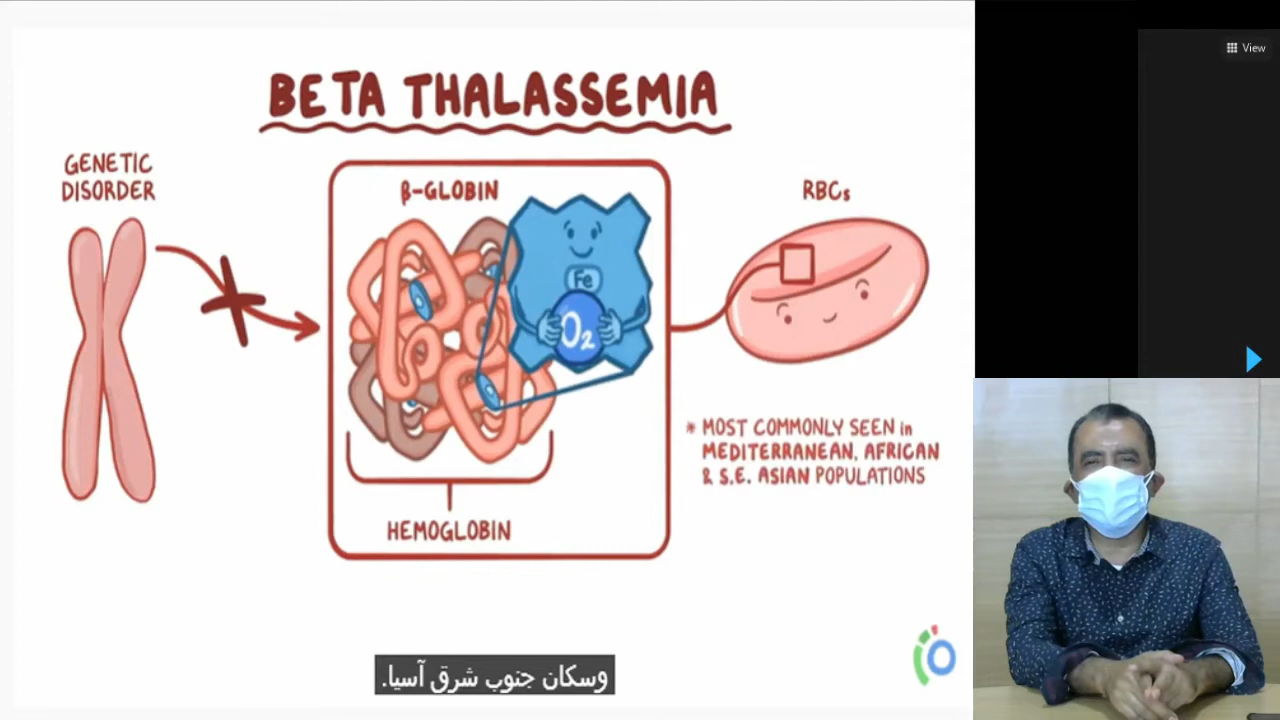 BETA THALASSEMIA
GENETIC
DISORDER
β-GLOBIN
Fe
O₂
HEMOGLOBIN
RBCs
* MOST COMMONLY SEEN in
MEDITERRANEAN, AFRICAN
& S.E. ASIAN POPULATIONS
وسكان جنوب شرق آسيا.
View